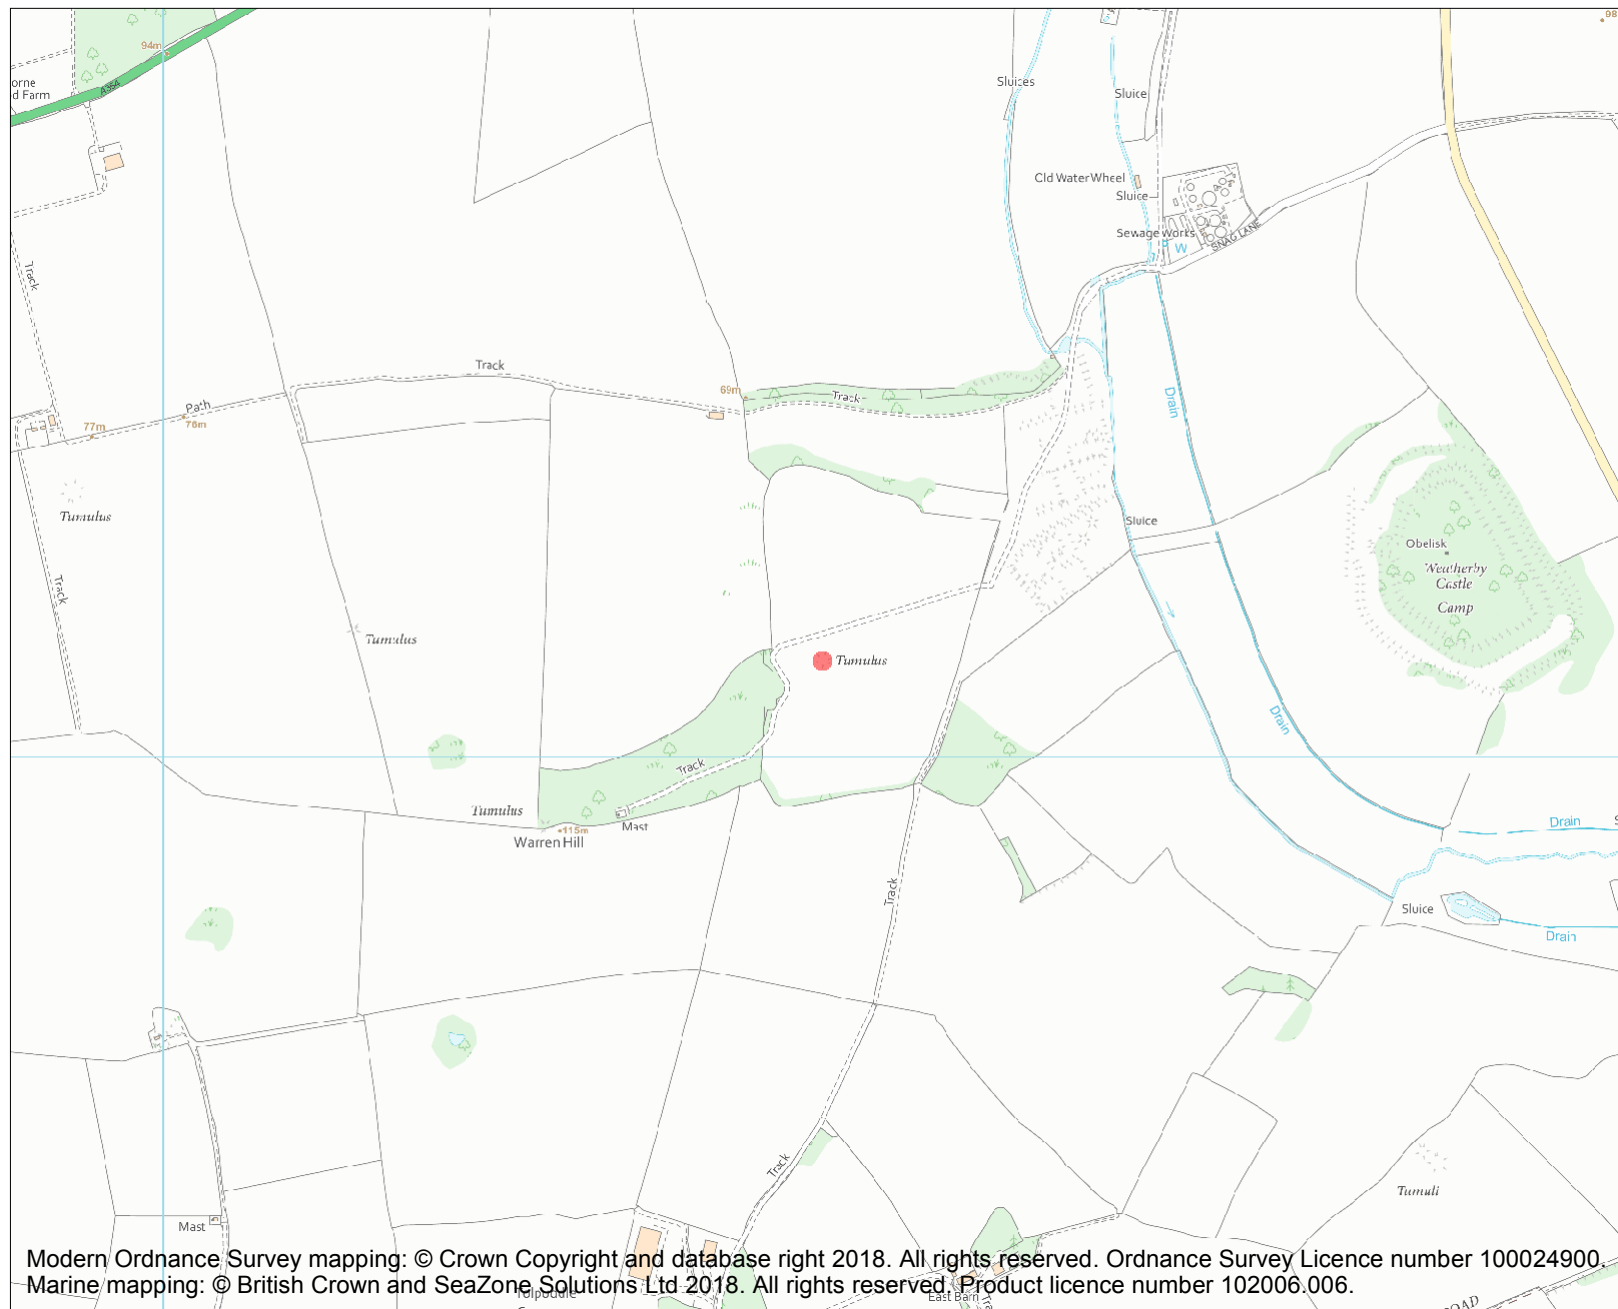 98
94m
orne
d Farm
A354
Sluices
Sluice
Cld Water Wheel
Sluice
Sewage Works
W
SNAG LANE
Track
Track
69m
Track
Path
77m
76m
Drain
Tumulus
Sluice
Obelisk
Weatherby
Castle
Camp
Track
Tumulus
Tumulus
Drain
Track
Tumulus
115m
Mast
Warren Hill
Drain
Track
Sluice
Drain
Track
Tumuli
Mast
Modern Ordnance Survey mapping: © Crown Copyright and database right 2018. All rights reserved. Ordnance Survey Licence number 100024900.
Marine mapping: © British Crown and SeaZone Solutions Ltd 2018. All rights reserved. Product licence number 102006.006.
Tolpuddle
East Barn
Tra
ROAD